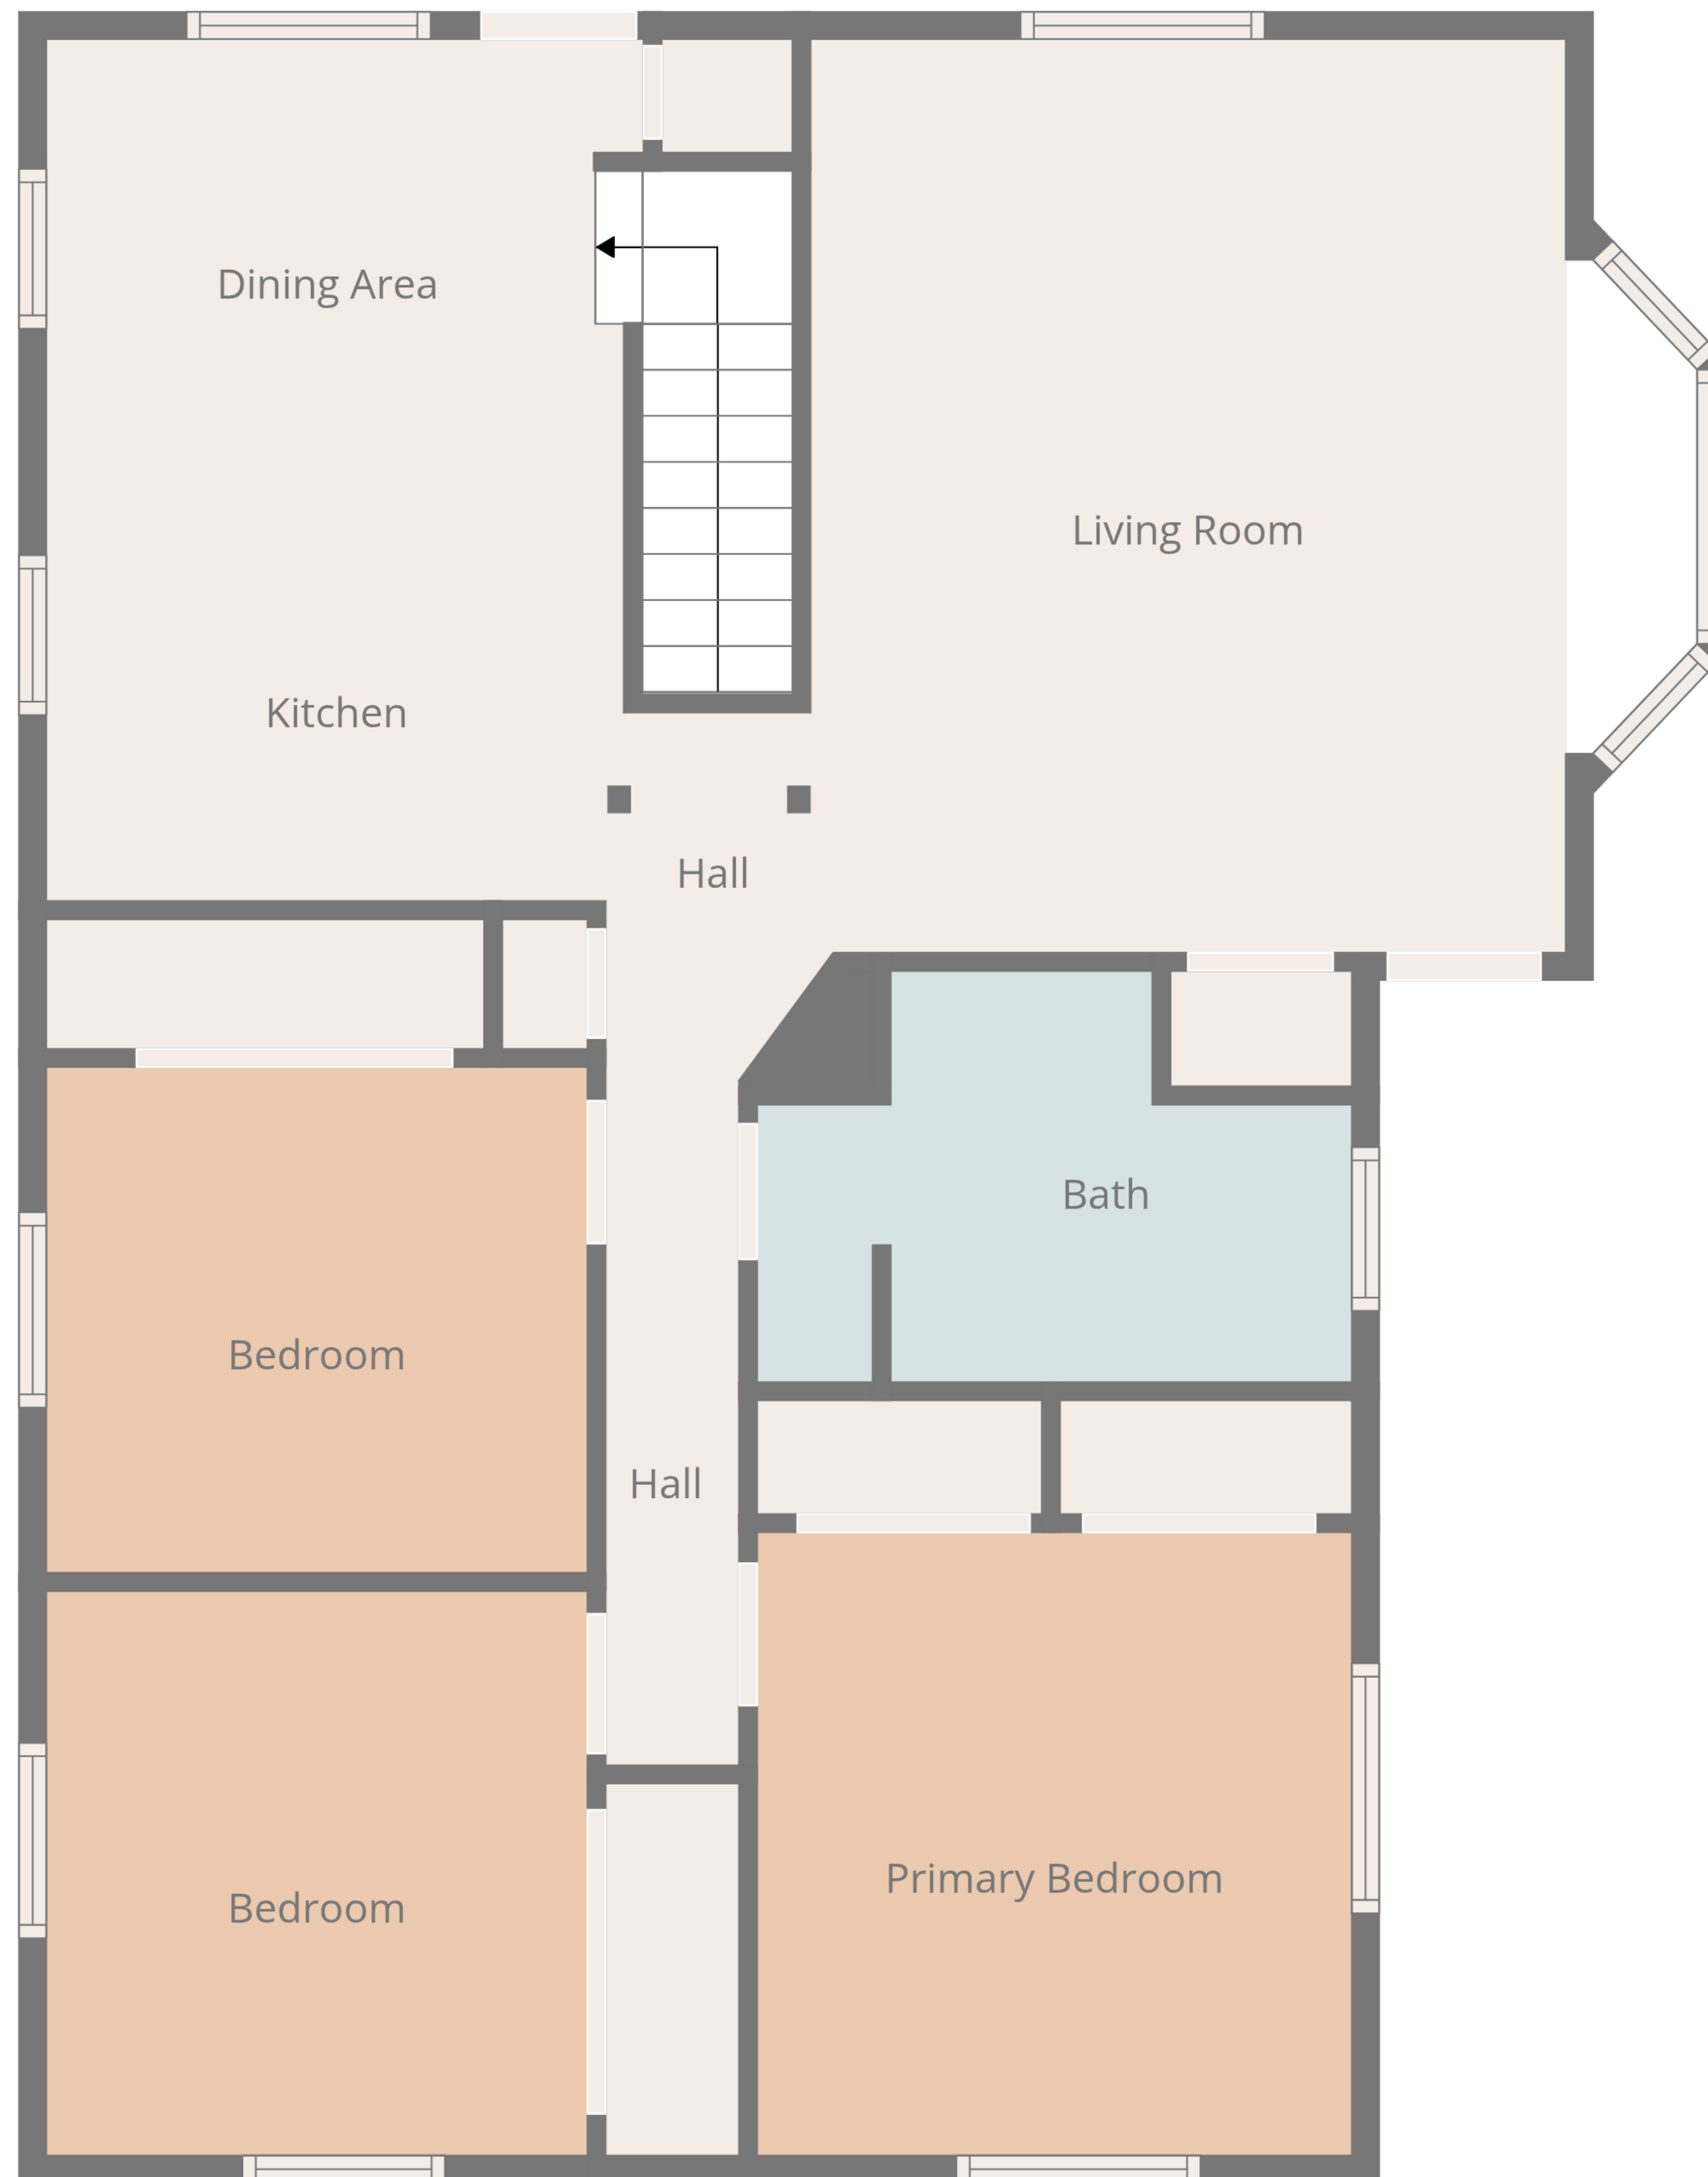 Dining Area
Living Room
Kitchen
Hall
Bath
Bedroom
Hall
Primary Bedroom
Bedroom